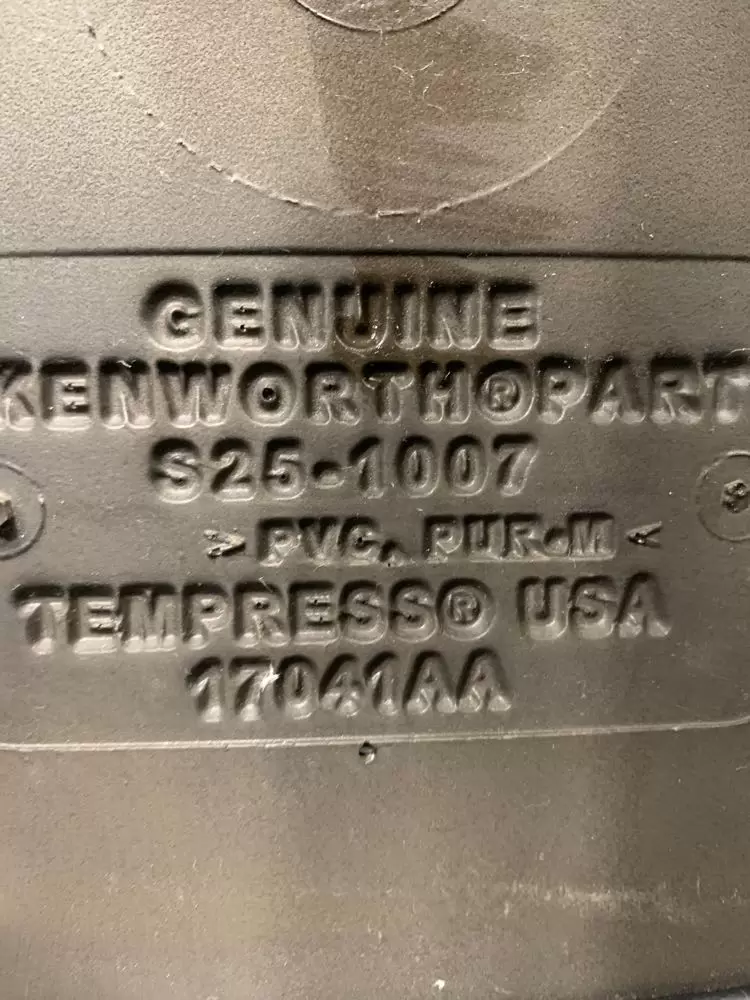 GENUINE
KENWORTH®PART
S25-1007
>PVC, PUR-M<
TEMPRESS® USA
17041AA